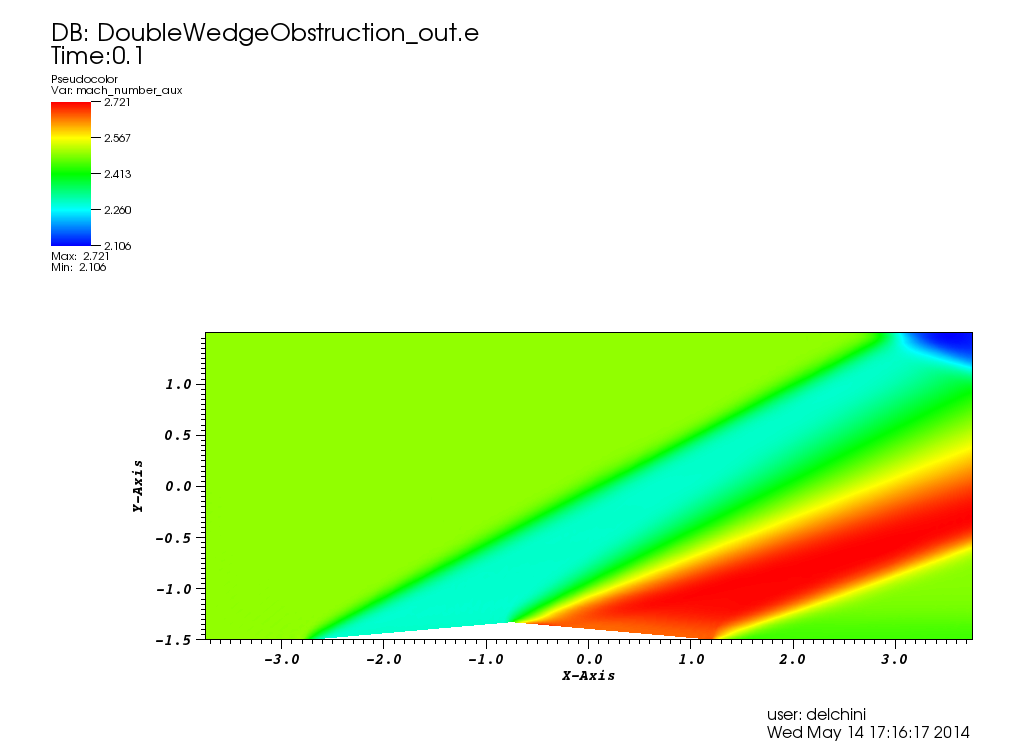 DB: DoubleWedgeObstruction_out.e
Time:0.1
Pseudocolor
Var: mach_number_aux
2.721
2.567
2.413
2.260
2.106
Max: 2.721
Min: 2.106
1.0
0.5
0.0
-0.5
-1.0
-1.5
Y-Axis
-3.0 -2.0 -1.0 0.0 1.0 2.0 3.0
X-Axis
user: delchini
Wed May 14 17:16:17 2014